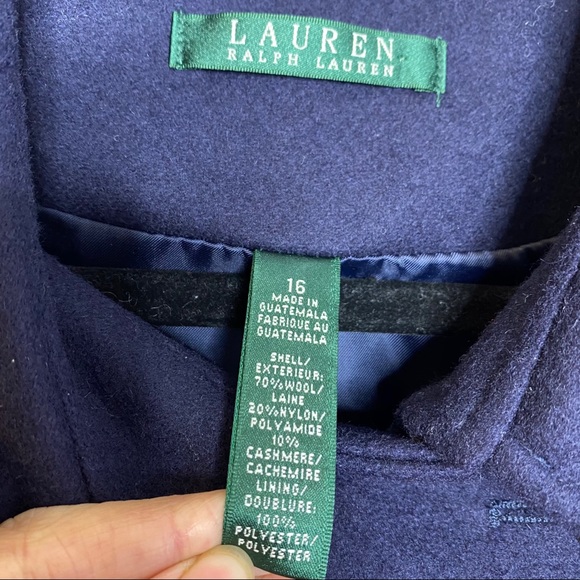 LAUREN
RALPH LAUREN
16
MADE IN
GUATEMALA
FABRIQUE AU
GUATEMALA
SHELL/
EXTERIEUR:
70%WOOL/
LAINE
20%NYLON/
POLYAMIDE
10%
CASHMERE/
CACHEMIRE
LINING/
DOUBLURE:
100%
POLYESTER/
POLYESTER